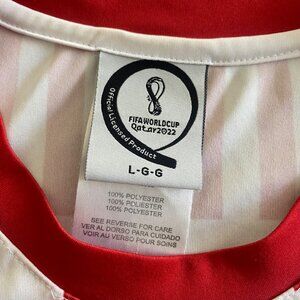 FIFA WORLD CUP
Qatar2022
Official Licensed Product
L-G-G
100% POLYESTER
100% POLIESTER
100% POLYESTER
SEE REVERSE FOR CARE
VER AL DORSO PARA CUIDADO
VOIR AU VERSO POUR SOINS